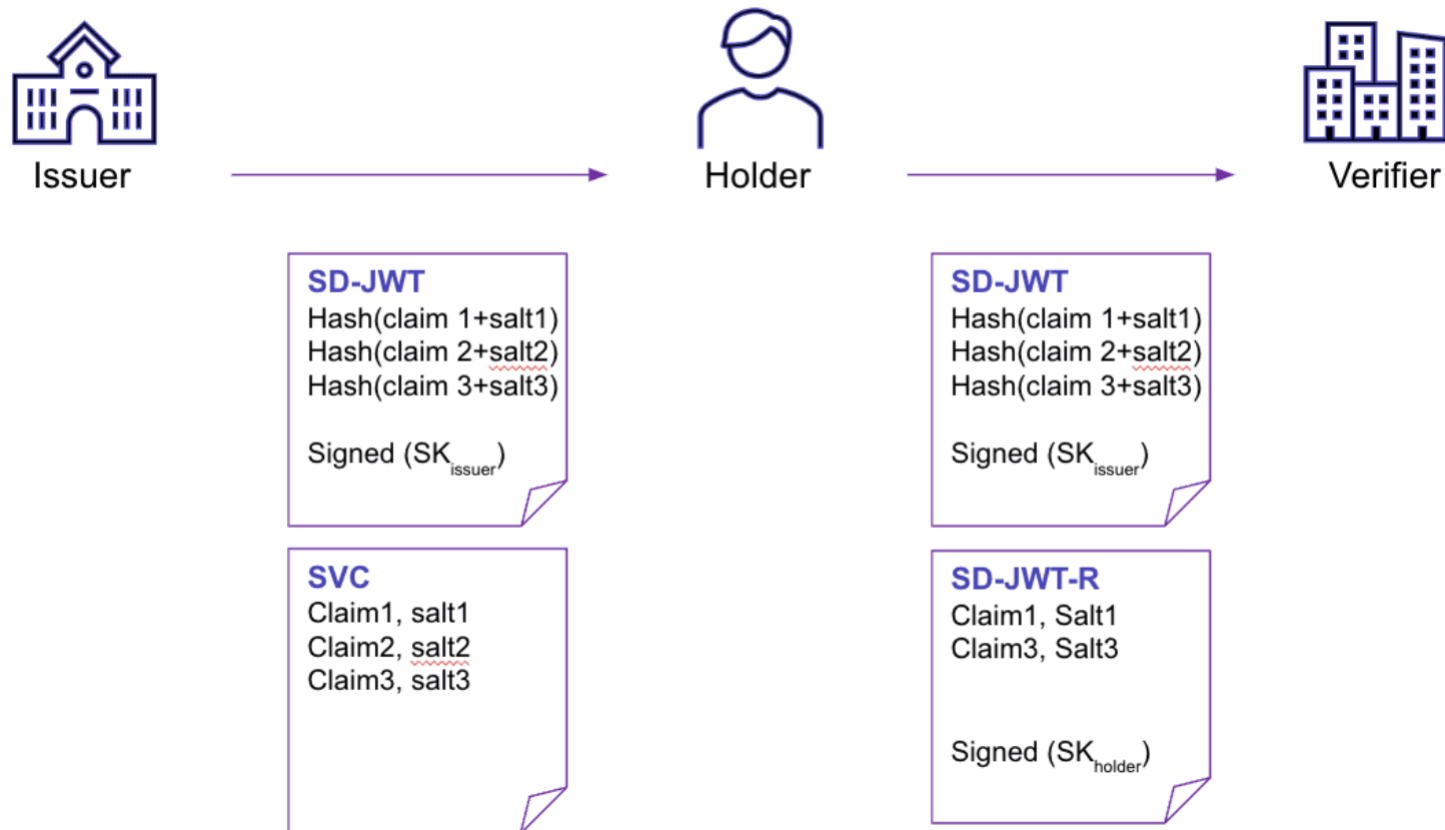 Issuer
Holder
Verifier
SD-JWT
Hash(claim 1+salt1)
Hash(claim 2+salt2)
Hash(claim 3+salt3)
Signed (SKissuer)
SVC
Claim1, salt1
Claim2, salt2
Claim3, salt3
SD-JWT
Hash(claim 1+salt1)
Hash(claim 2+salt2)
Hash(claim 3+salt3)
Signed (SKissuer)
SD-JWT-R
Claim1, Salt1
Claim3, Salt3
Signed (SKholder)